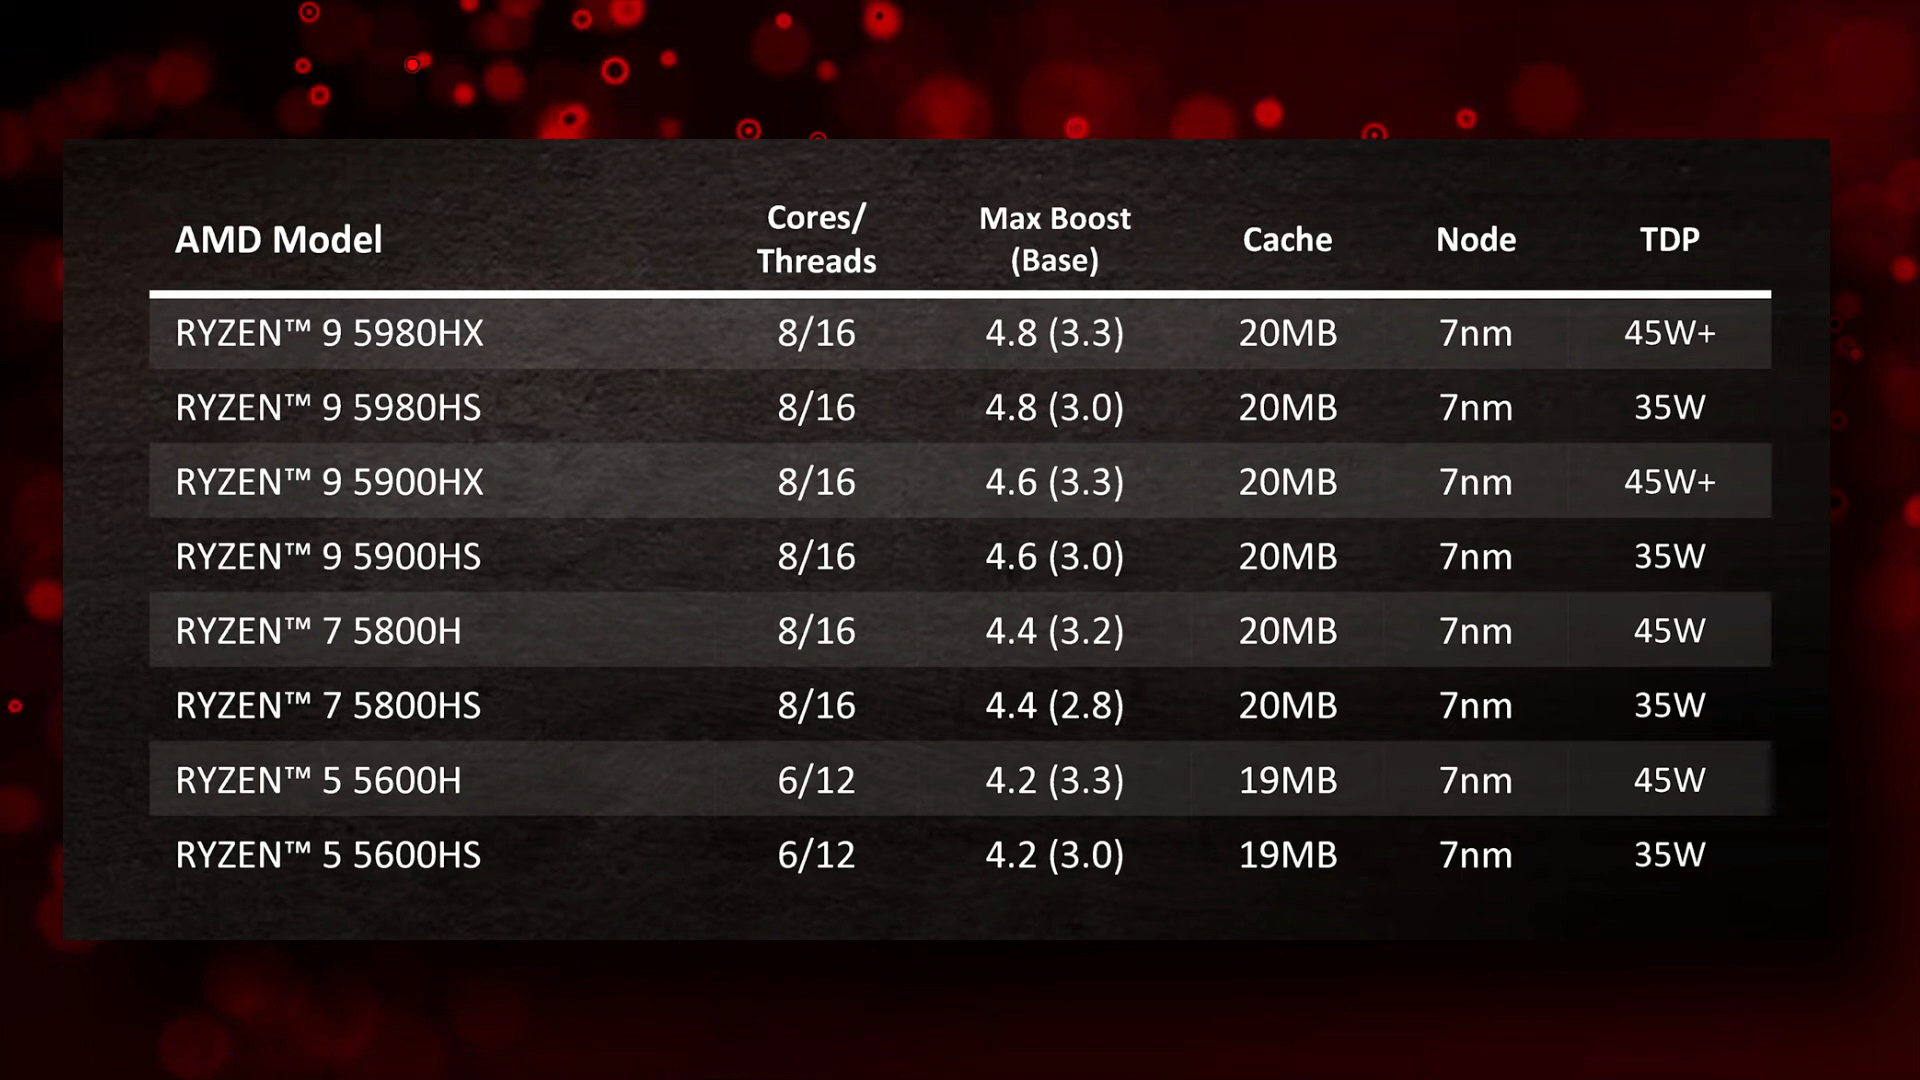 AMD Model Cores/Threads Max Boost (Base) Cache Node TDP
RYZEN™ 9 5980HX 8/16 4.8 (3.3) 20MB 7nm 45W+
RYZEN™ 9 5980HS 8/16 4.8 (3.0) 20MB 7nm 35W
RYZEN™ 9 5900HX 8/16 4.6 (3.3) 20MB 7nm 45W+
RYZEN™ 9 5900HS 8/16 4.6 (3.0) 20MB 7nm 35W
RYZEN™ 7 5800H 8/16 4.4 (3.2) 20MB 7nm 45W
RYZEN™ 7 5800HS 8/16 4.4 (2.8) 20MB 7nm 35W
RYZEN™ 5 5600H 6/12 4.2 (3.3) 19MB 7nm 45W
RYZEN™ 5 5600HS 6/12 4.2 (3.0) 19MB 7nm 35W